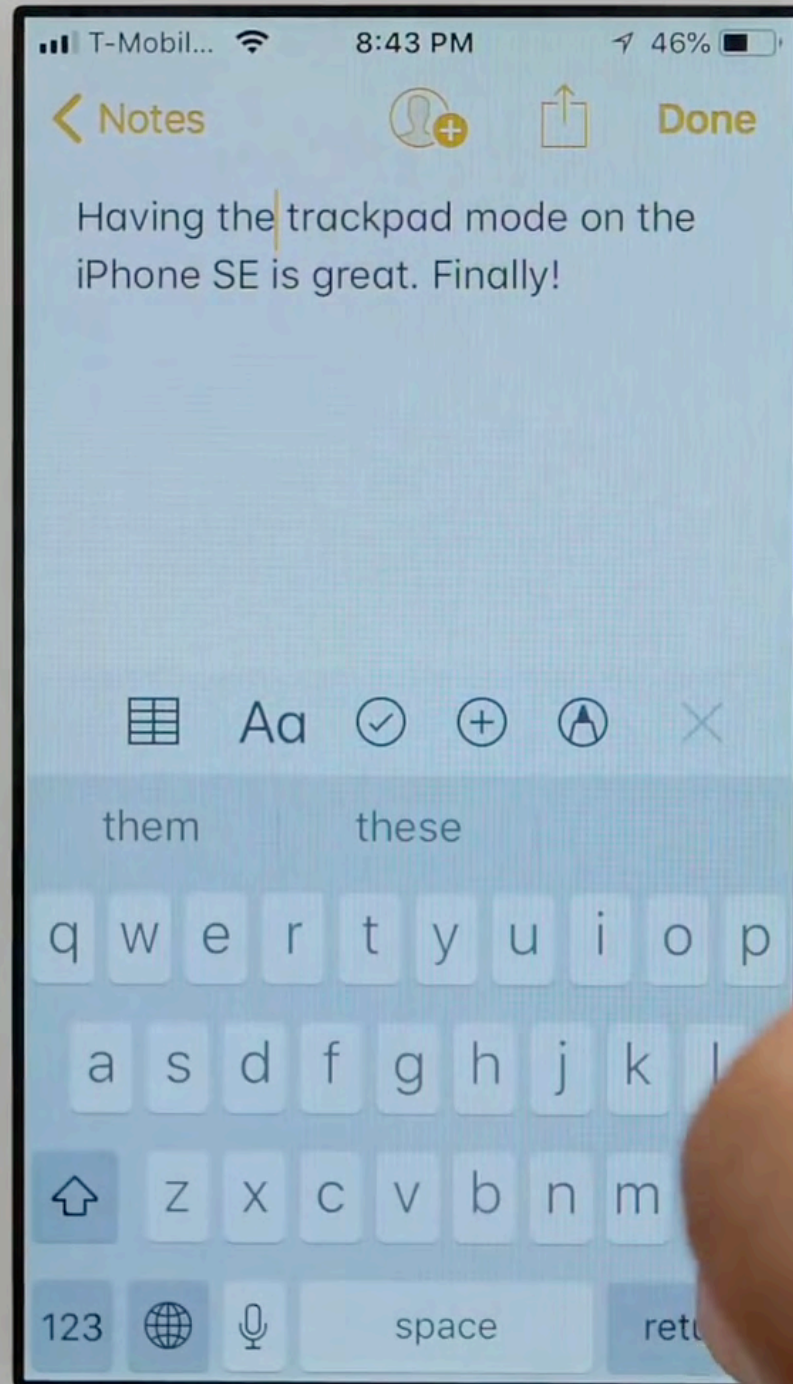 T-Mobil... 8:43 PM 46%
Notes Done
Having the trackpad mode on the
iPhone SE is great. Finally!
Aa
them these
q w e r t y u i o p
a s d f g h j k l
z x c v b n m
123 space